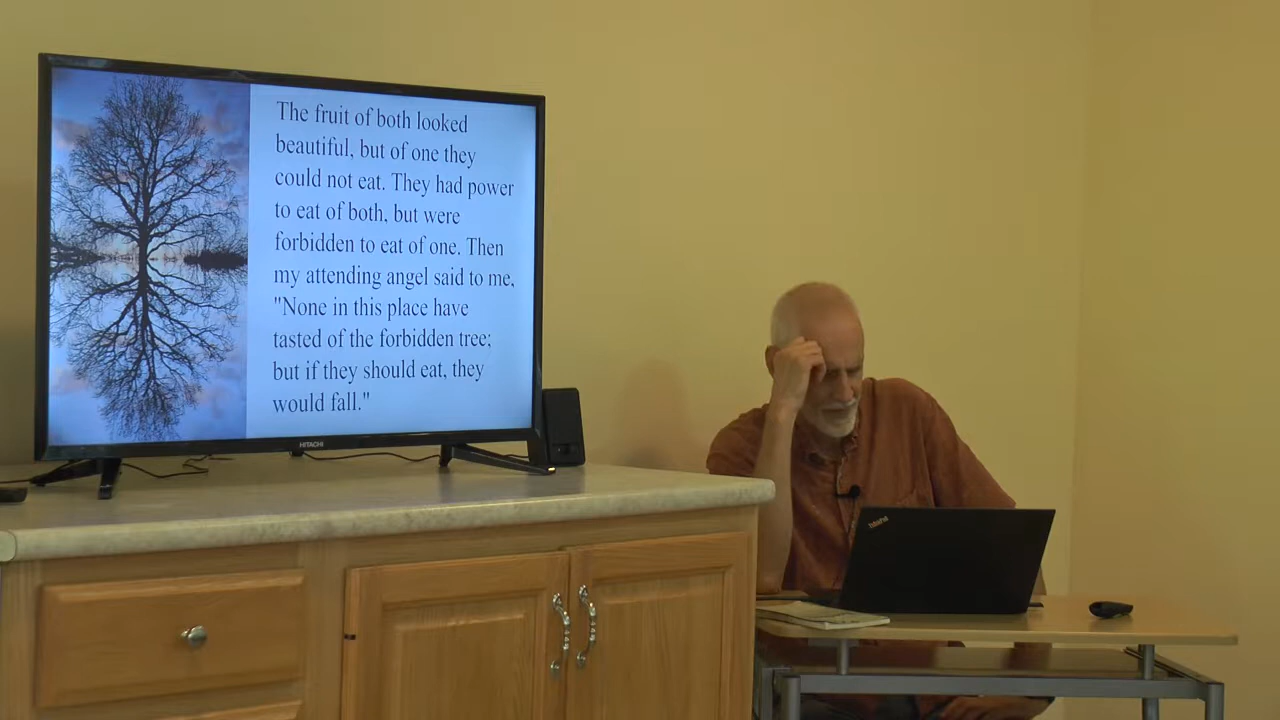 The fruit of both looked
beautiful, but of one they
could not eat. They had power
to eat of both, but were
forbidden to eat of one. Then
my attending angel said to me,
"None in this place have
tasted of the forbidden tree;
but if they should eat, they
would fall."
HITACHI
ThinkPad